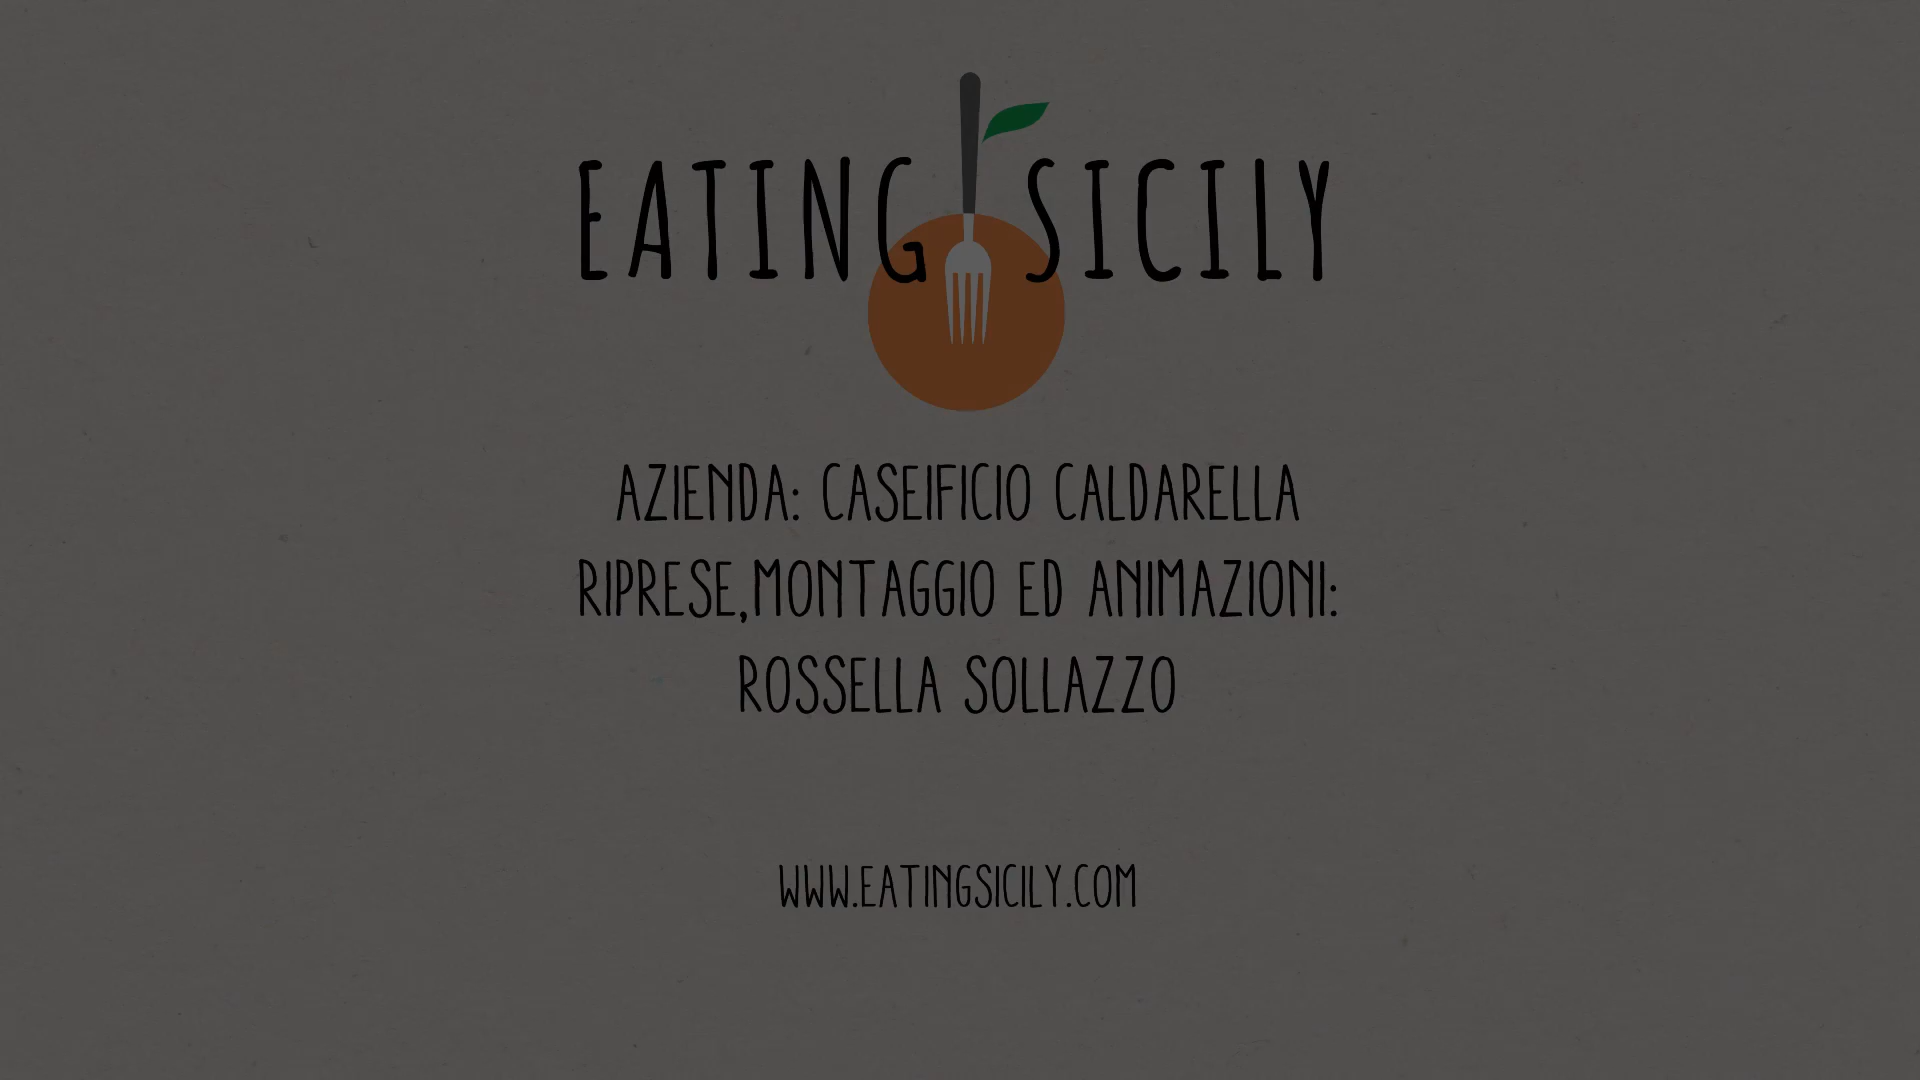 EATING SICILY
AZIENDA: CASEIFICIO CALDARELLA
RIPRESE,MONTAGGIO ED ANIMAZIONI:
ROSSELLA SOLLAZZO
WWW.EATINGSICILY.COM